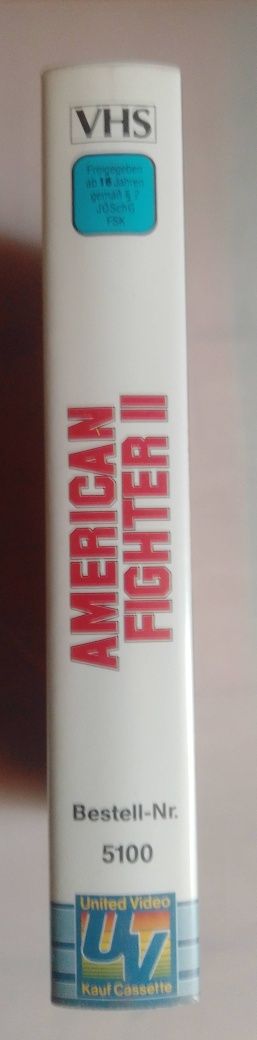 VHS
Freigegeben
ab 16 Jahren
gemäß § 7
JÖSchG
FSK
AMERICAN
FIGHTER II
Bestell-Nr.
5100
United Video
UV
Kauf Cassette